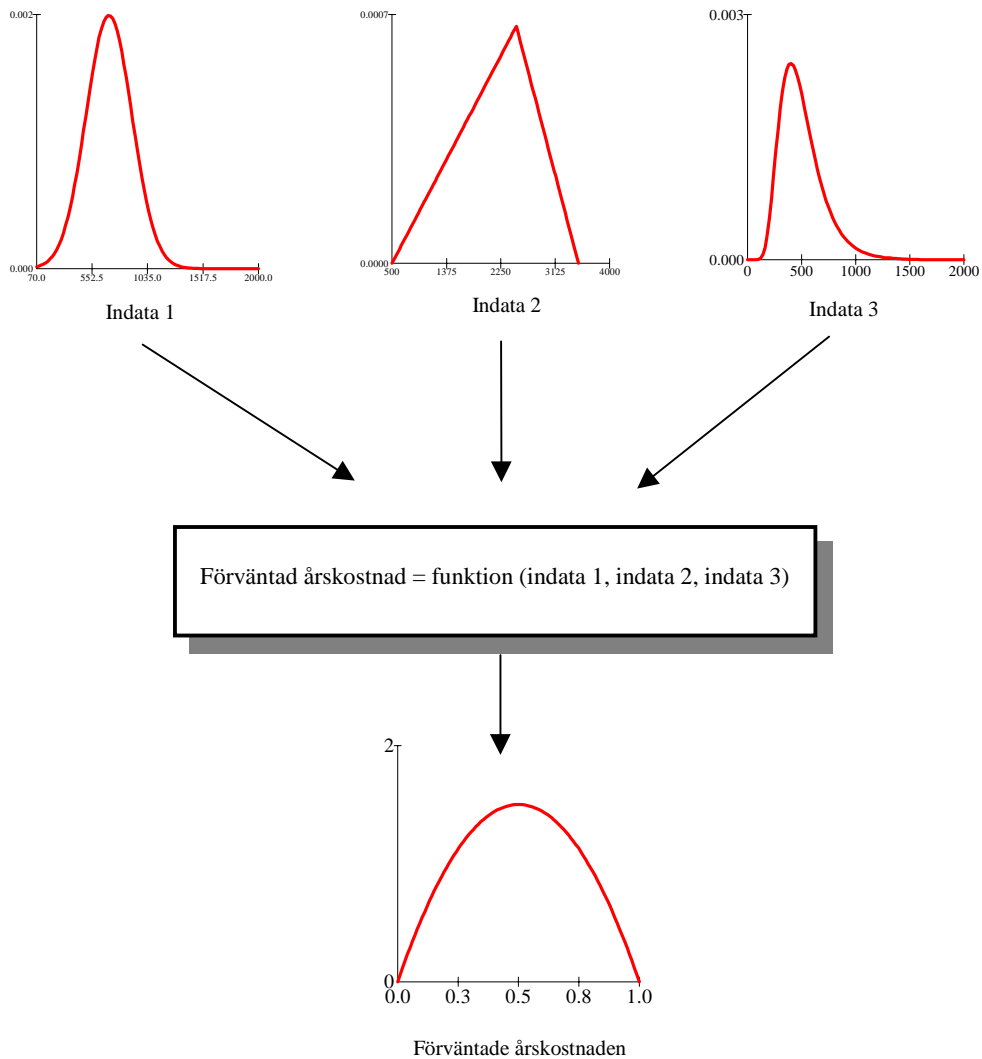 0.002
0.000
70.0 552.5 1035.0 1517.5 2000.0
Indata 1
0.0007
0.0000
500 1375 2250 3125 4000
Indata 2
0.003
0.000
0 500 1000 1500 2000
Indata 3
Förväntad årskostnad = funktion (indata 1, indata 2, indata 3)
2
0
0.0 0.3 0.5 0.8 1.0
Förväntade årskostnaden